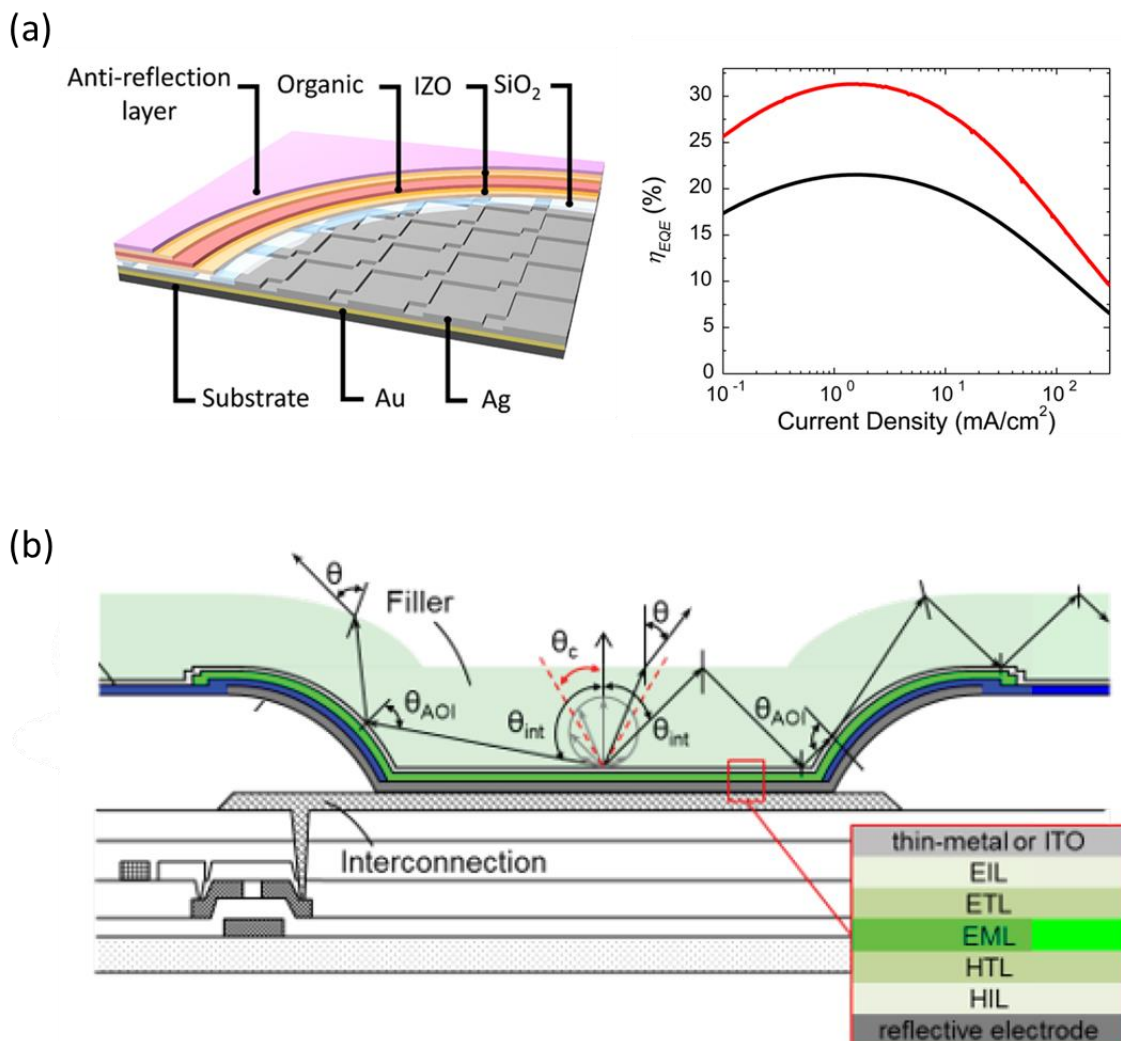 (a)
Anti-reflection
layer
Organic
IZO
SiO₂
Substrate
Au
Ag
30
25
20
15
10
5
0
η_EQE (%)
10⁻¹ 10⁰ 10¹ 10²
Current Density (mA/cm²)
(b)
θ
Filler
θc
θ
θAOI
θint
θint
θAOI
Interconnection
thin-metal or ITO
EIL
ETL
EML
HTL
HIL
reflective electrode